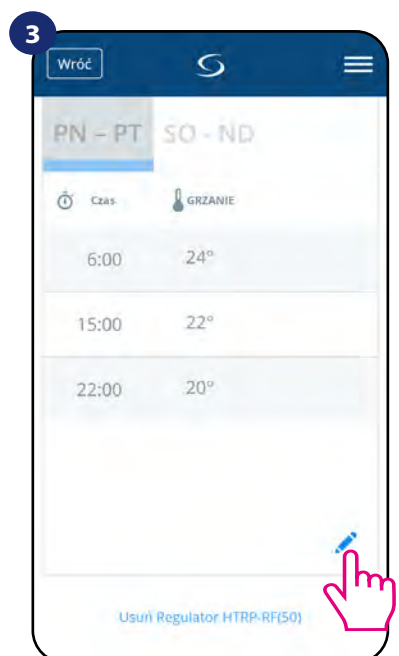 3
Wróć
PN – PT SO - ND
Czas GRZANIE
6:00 24°
15:00 22°
22:00 20°
Usuń Regulator HTRP-RF(50)